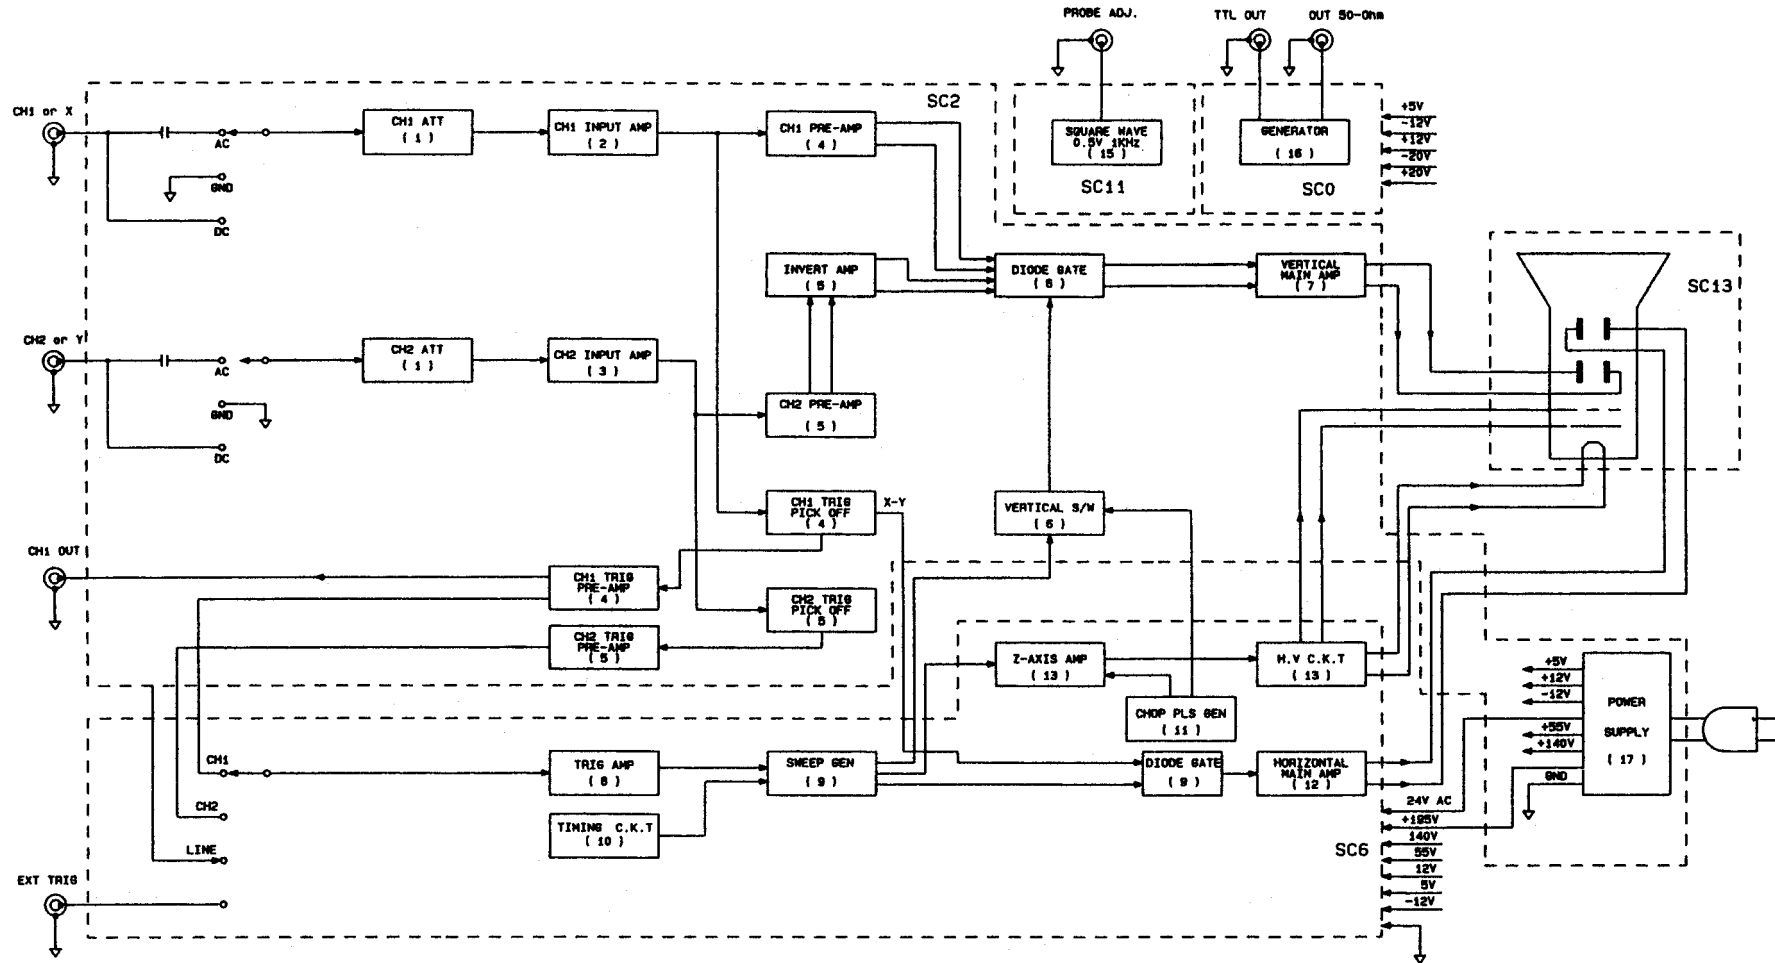 PROBE ADJ.
TTL OUT
OUT 50-Ohm
SC2
CH1 or X
AC
GND
DC
CH1 ATT
( 1 )
CH1 INPUT AMP
( 2 )
CH1 PRE-AMP
( 4 )
SQUARE WAVE
0.5V 1KHz
( 15 )
SC11
GENERATOR
( 16 )
SC0
+5V
-12V
+12V
-20V
+20V
INVERT AMP
( 5 )
DIODE GATE
( 6 )
VERTICAL
MAIN AMP
( 7 )
SC13
CH2 or Y
AC
GND
DC
CH2 ATT
( 1 )
CH2 INPUT AMP
( 3 )
CH2 PRE-AMP
( 5 )
CH1 TRIG
PICK OFF
( 4 )
X-Y
VERTICAL S/W
( 6 )
CH1 OUT
CH1 TRIG
PRE-AMP
( 4 )
CH2 TRIG
PICK OFF
( 5 )
CH2 TRIG
PRE-AMP
( 5 )
Z-AXIS AMP
( 13 )
H.V C.K.T
( 13 )
CHOP PLS GEN
( 11 )
+5V
+12V
-12V
+55V
+140V
GND
POWER
SUPPLY
( 17 )
CH1
CH2
LINE
EXT TRIG
TRIG AMP
( 8 )
TIMING C.K.T
( 10 )
SWEEP GEN
( 9 )
DIODE GATE
( 9 )
HORIZONTAL
MAIN AMP
( 12 )
SC6
24V AC
+195V
140V
55V
12V
5V
-12V